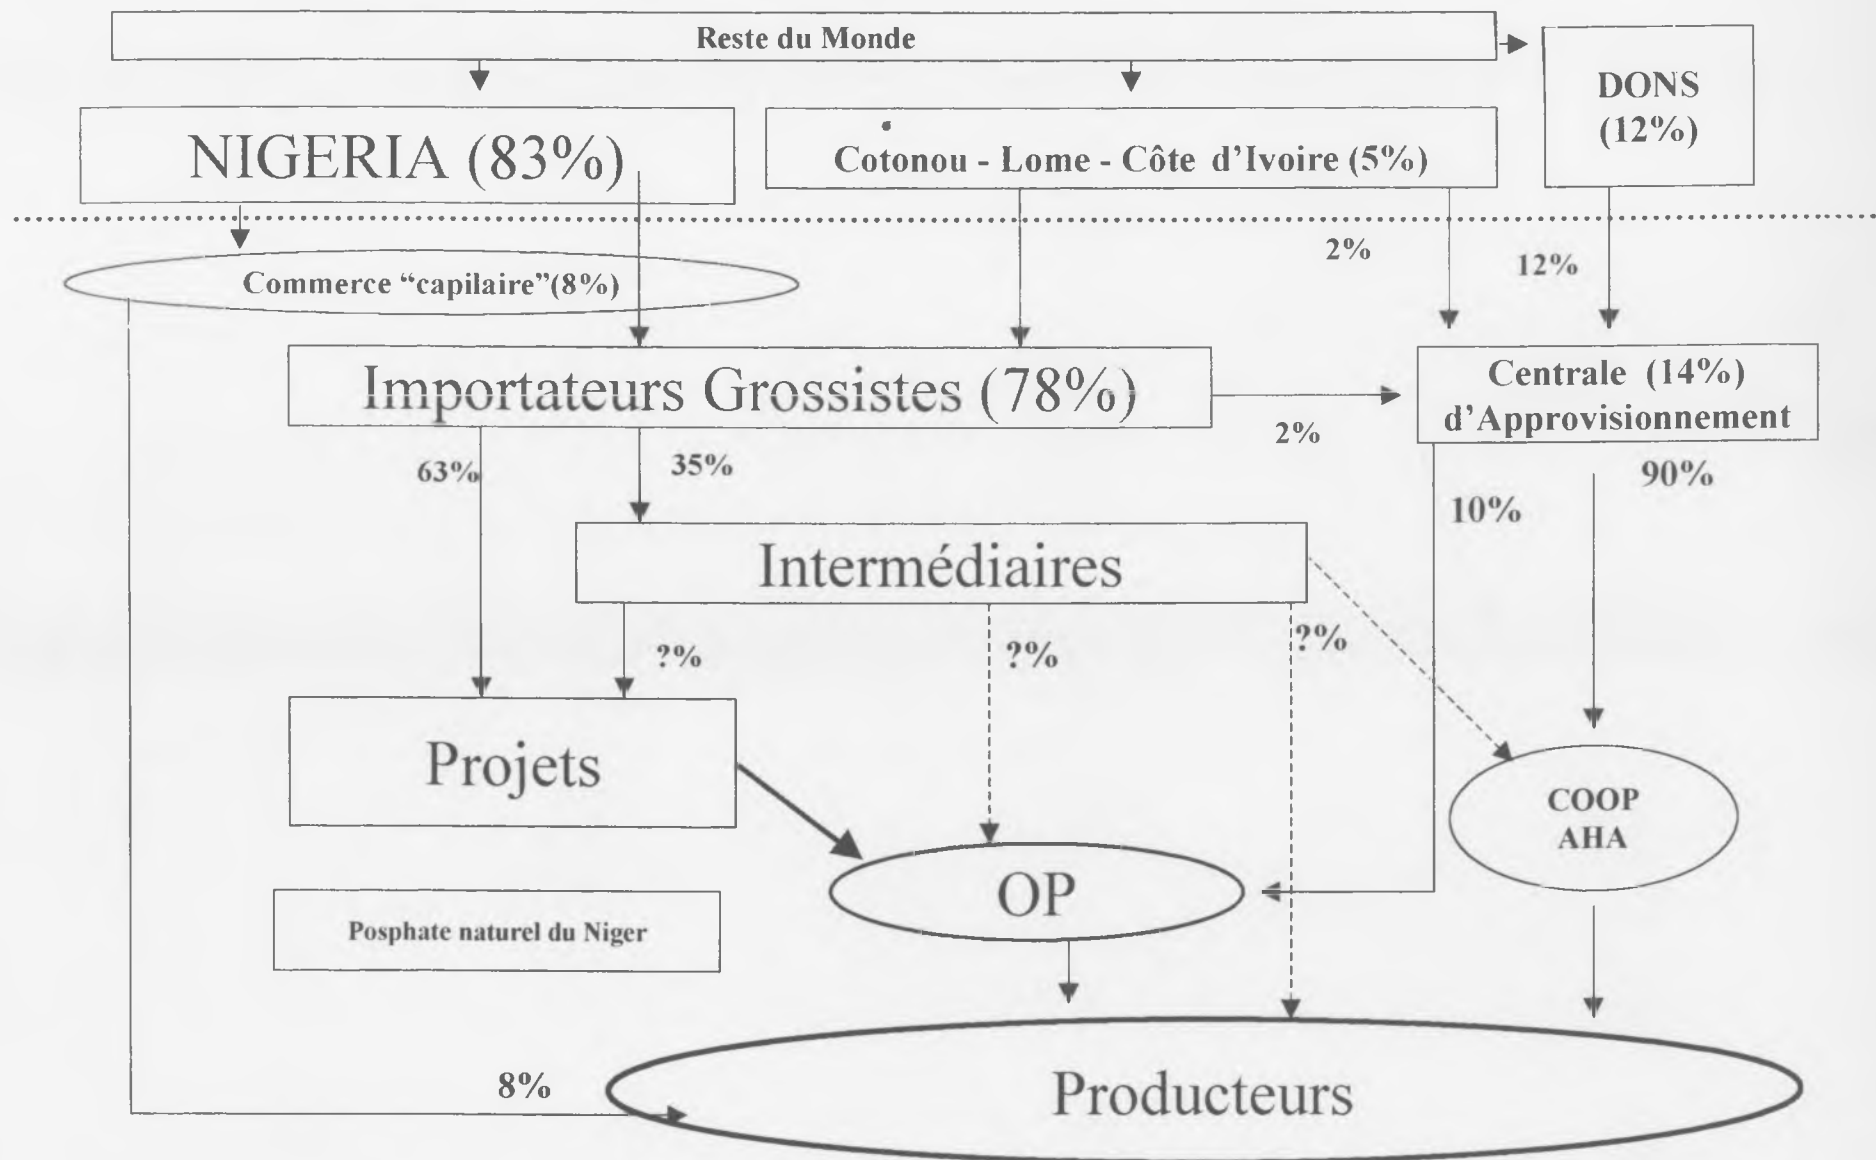 Reste du Monde
DONS
(12%)
NIGERIA (83%)
Cotonou - Lome - Côte d'Ivoire (5%)
2%
12%
Commerce “capilaire”(8%)
Importateurs Grossistes (78%)
Centrale (14%)
d'Approvisionnement
2%
63%
35%
90%
10%
Intermédiaires
?%
?%
?%
Projets
COOP
AHA
OP
Posphate naturel du Niger
8%
Producteurs